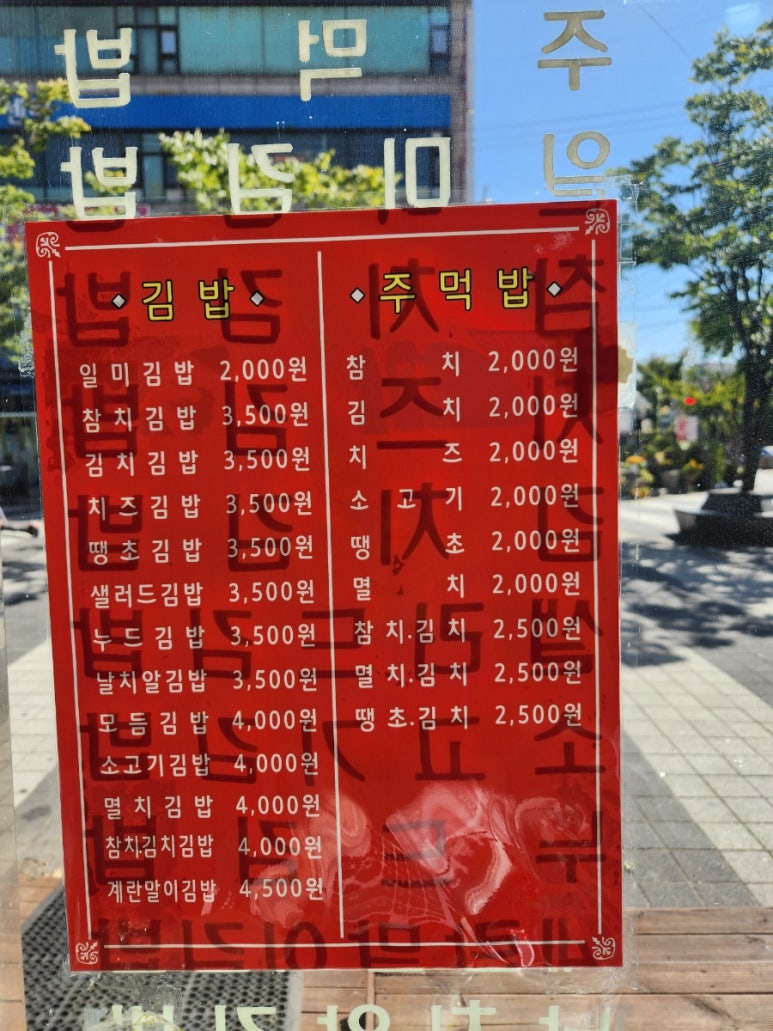 주 먹 밥
일 미 김 밥
김 밥
주 먹 밥
일 미 김 밥 2,000원
참 치 김 밥 3,500원
김 치 김 밥 3,500원
치 즈 김 밥 3,500원
땡 초 김 밥 3,500원
샐러드김밥 3,500원
누 드 김 밥 3,500원
날치알김밥 3,500원
모 듬 김 밥 4,000원
소고기김밥 4,000원
멸 치 김 밥 4,000원
참치김치김밥 4,000원
계란말이김밥 4,500원
참 치 2,000원
김 치 2,000원
치 즈 2,000원
소 고 기 2,000원
땡 초 2,000원
멸 치 2,000원
참 치.김 치 2,500원
멸 치.김 치 2,500원
땡 초.김 치 2,500원